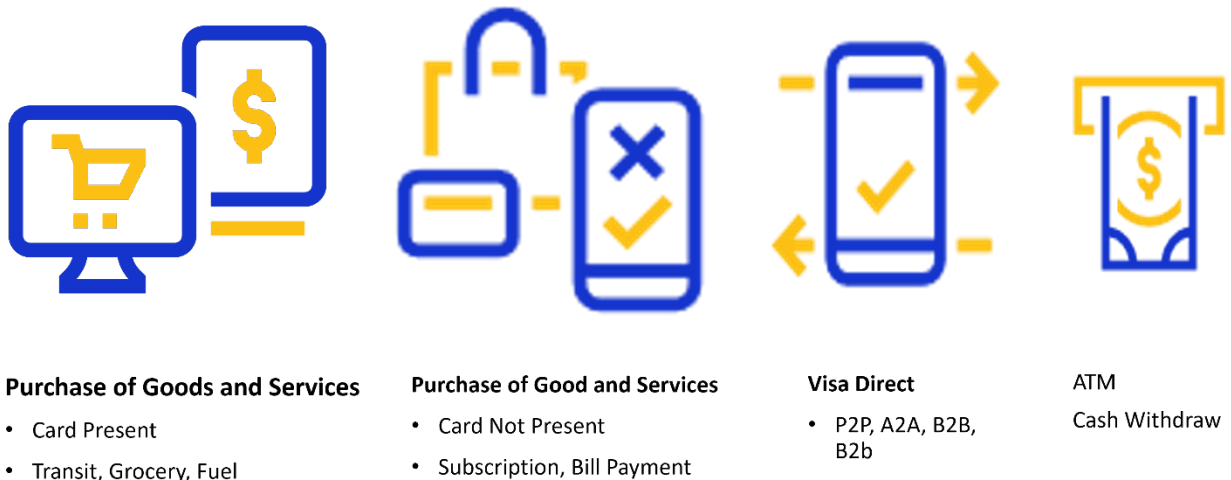 $
$
Purchase of Goods and Services
• Card Present
• Transit, Grocery, Fuel
Purchase of Good and Services
• Card Not Present
• Subscription, Bill Payment
Visa Direct
• P2P, A2A, B2B,
B2b
ATM
Cash Withdraw